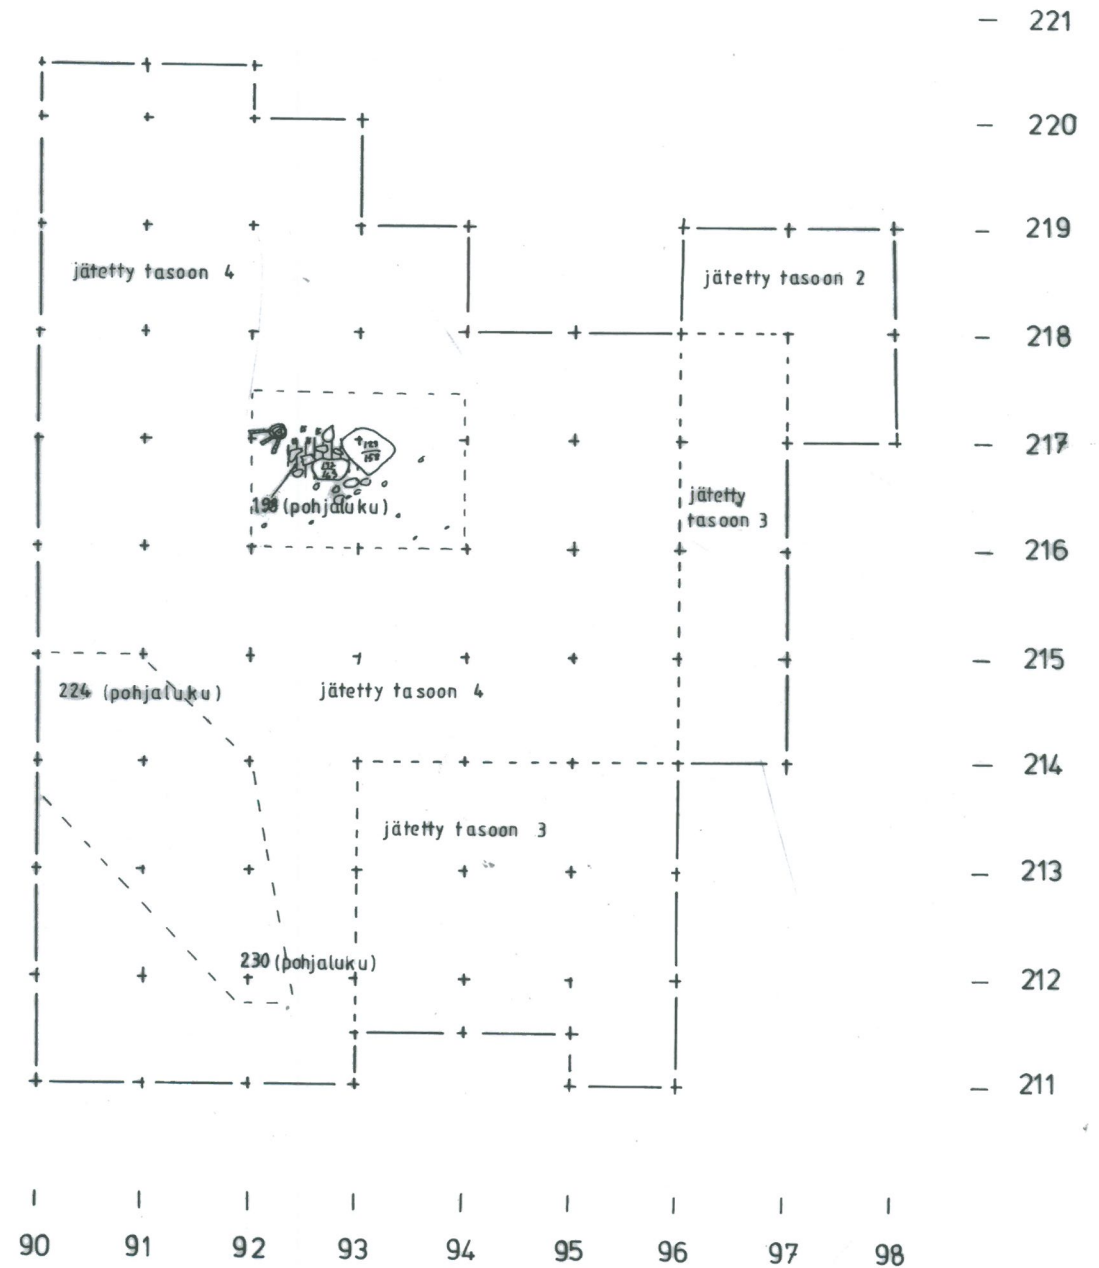 221
220
219
jätetty tasoon 4
jätetty tasoon 2
218
217
jätetty
tasoon 3
198 (pohjaluku)
216
215
224 (pohjaluku)
jätetty tasoon 4
214
jätetty tasoon 3
213
230 (pohjaluku)
212
211
90 91 92 93 94 95 96 97 98